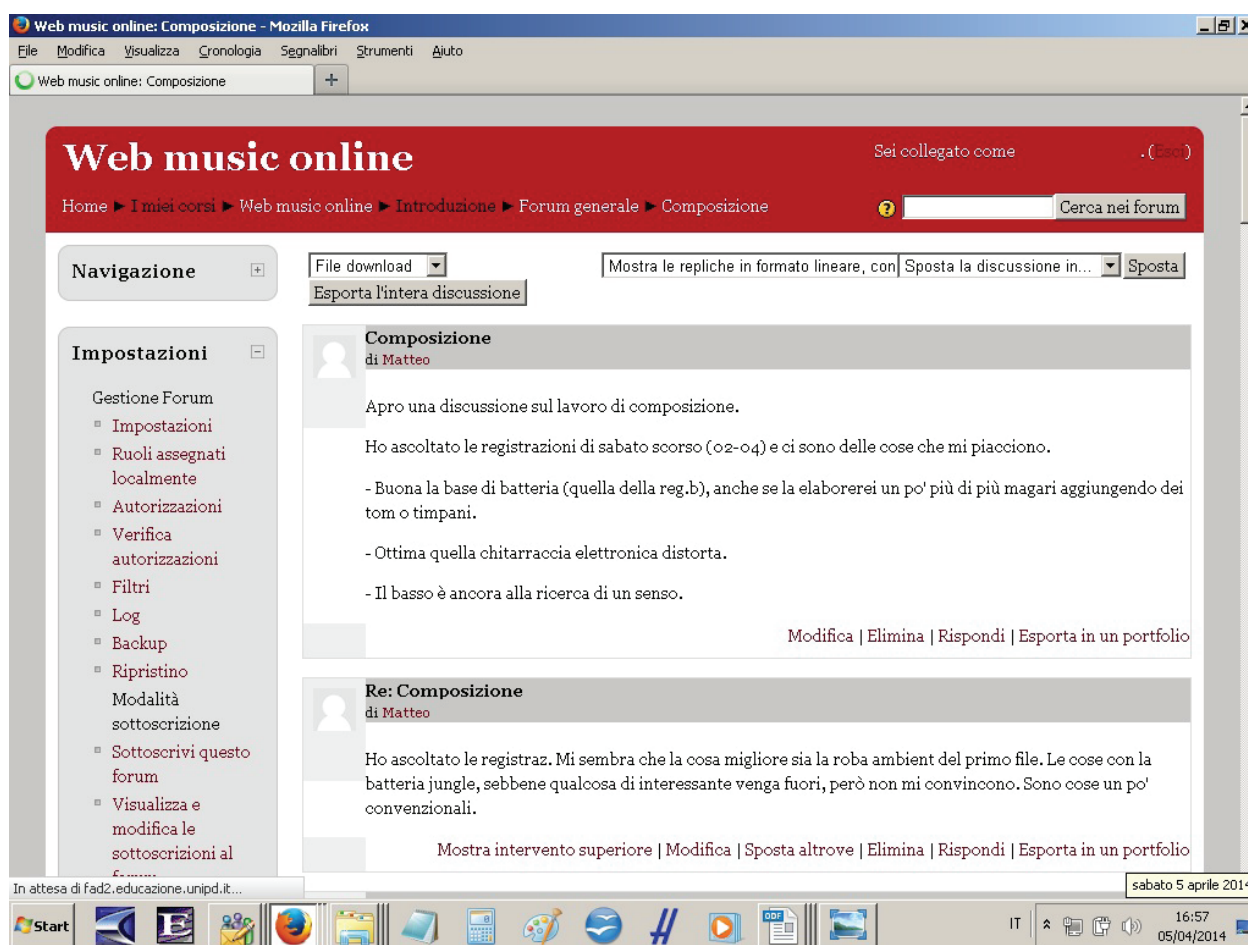 Web music online: Composizione - Mozilla Firefox
File Modifica Visualizza Cronologia Segnalibri Strumenti Aiuto
Web music online: Composizione
Web music online
Sei collegato come .(Esci)
Home ► I miei corsi ► Web music online ► Introduzione ► Forum generale ► Composizione
Cerca nei forum
Navigazione
File download
Mostra le repliche in formato lineare, con
Sposta la discussione in...
Sposta
Esporta l'intera discussione
Impostazioni
Gestione Forum
Impostazioni
Ruoli assegnati
localmente
Autorizzazioni
Verifica
autorizzazioni
Filtri
Log
Backup
Ripristino
Modalità
sottoscrizione
Sottoscrivi questo
forum
Visualizza e
modifica le
sottoscrizioni al
Composizione
di Matteo
Apro una discussione sul lavoro di composizione.
Ho ascoltato le registrazioni di sabato scorso (02-04) e ci sono delle cose che mi piacciono.
- Buona la base di batteria (quella della reg.b), anche se la elaborerei un po' più di più magari aggiungendo dei
tom o timpani.
- Ottima quella chitarraccia elettronica distorta.
- Il basso è ancora alla ricerca di un senso.
Modifica | Elimina | Rispondi | Esporta in un portfolio
Re: Composizione
di Matteo
Ho ascoltato le registraz. Mi sembra che la cosa migliore sia la roba ambient del primo file. Le cose con la
batteria jungle, sebbene qualcosa di interessante venga fuori, però non mi convincono. Sono cose un po'
convenzionali.
Mostra intervento superiore | Modifica | Sposta altrove | Elimina | Rispondi | Esporta in un portfolio
In attesa di fad2.educazione.unipd.it...
sabato 5 aprile 2014
Start
ODF
IT
16:57
05/04/2014